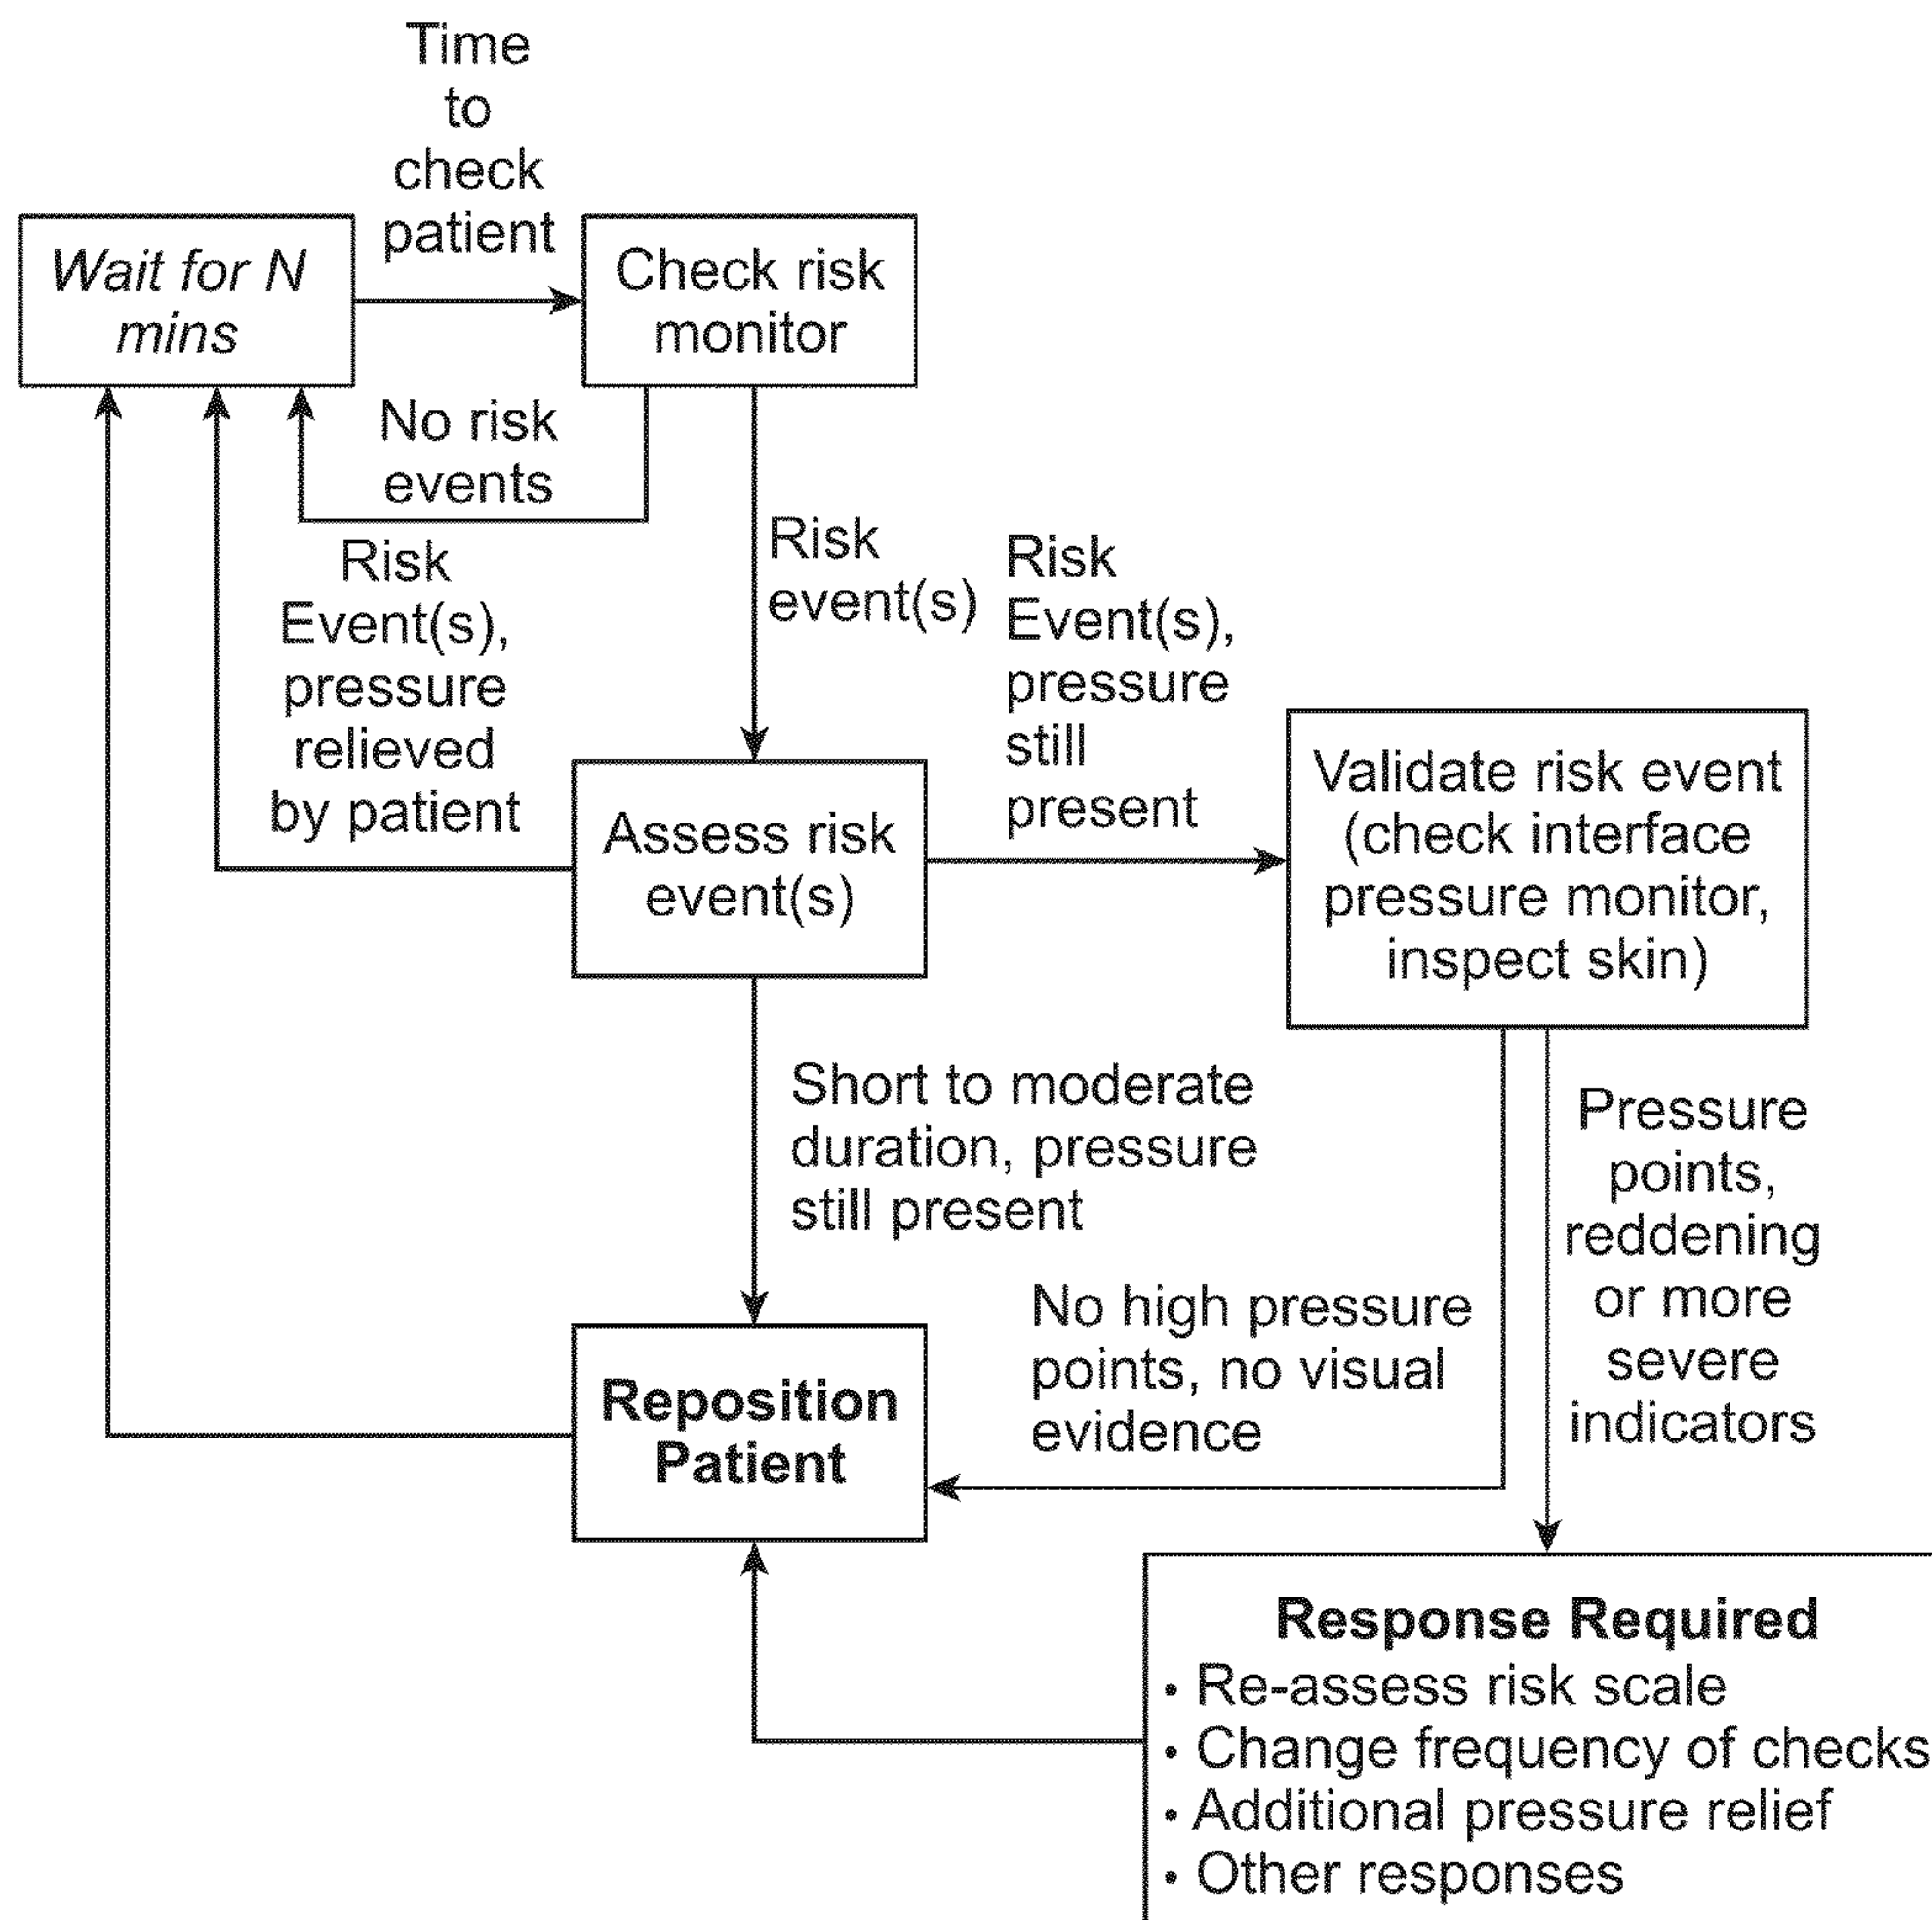 Time
to
check
patient
Wait for N
mins
Check risk
monitor
No risk
events
Risk
event(s)
Risk
Event(s),
pressure
relieved
by patient
Risk
Event(s),
pressure
still
present
Assess risk
event(s)
Validate risk event
(check interface
pressure monitor,
inspect skin)
Short to moderate
duration, pressure
still present
Pressure
points,
reddening
or more
severe
indicators
No high pressure
points, no visual
evidence
Reposition
Patient
Response Required
• Re-assess risk scale
• Change frequency of checks
• Additional pressure relief
• Other responses